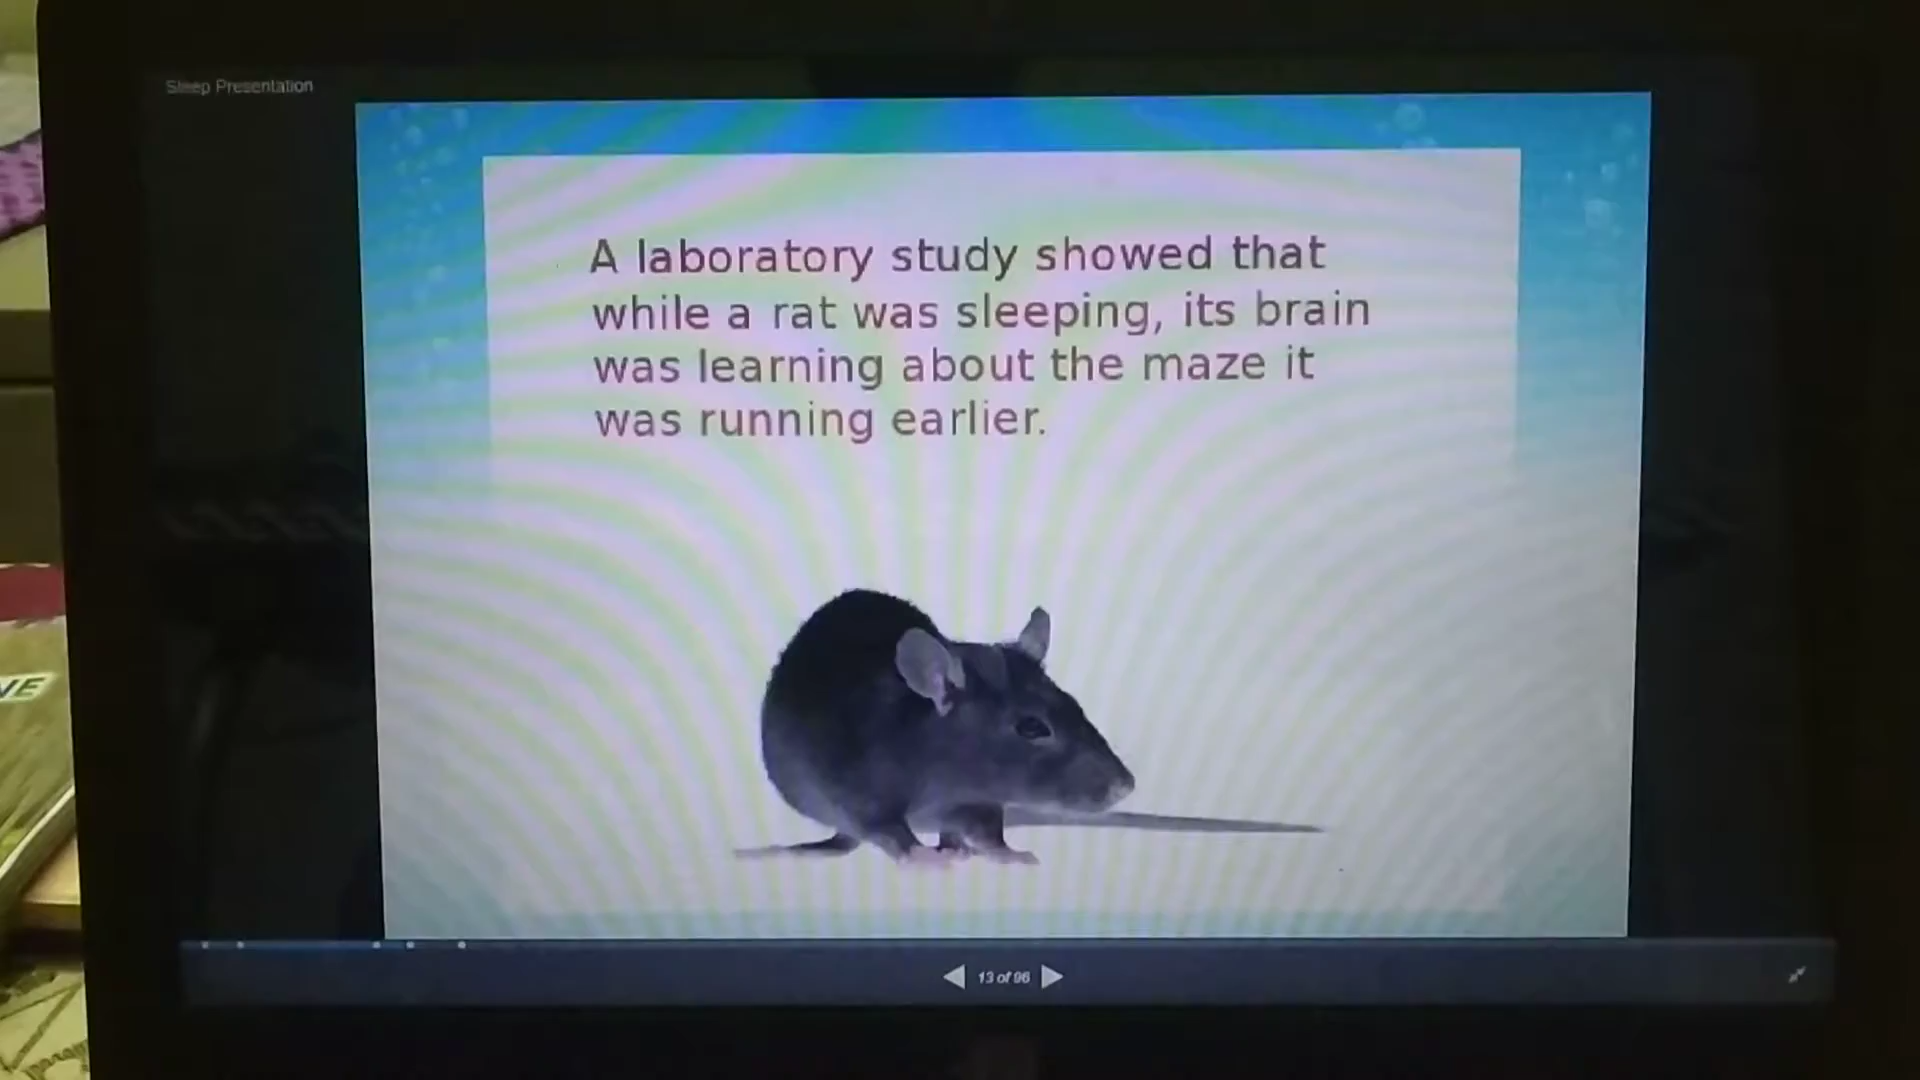 Sleep Presentation
A laboratory study showed that
while a rat was sleeping, its brain
was learning about the maze it
was running earlier.
13 of 96